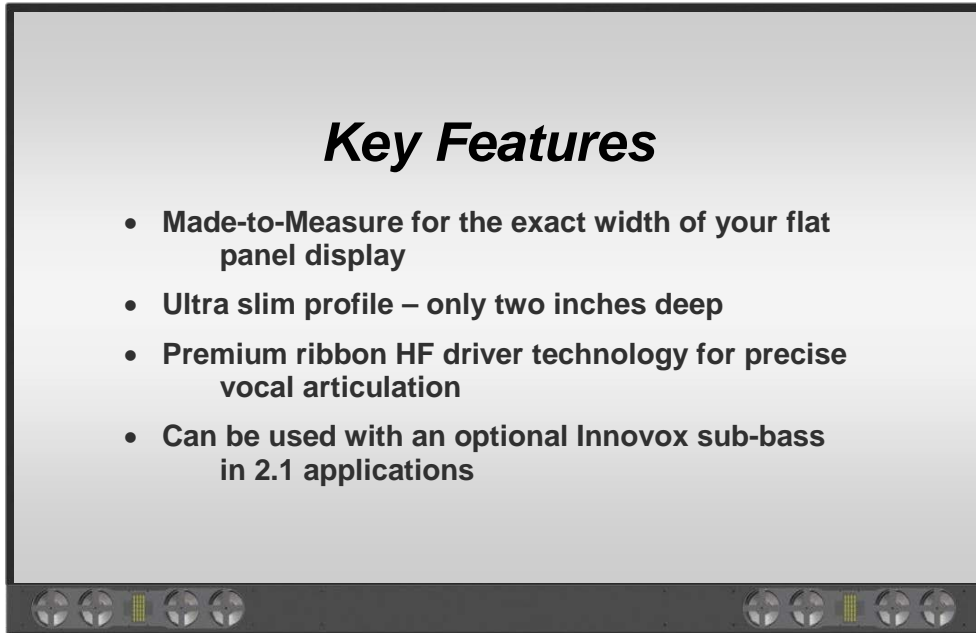 Key Features
• Made-to-Measure for the exact width of your flat
panel display
• Ultra slim profile – only two inches deep
• Premium ribbon HF driver technology for precise
vocal articulation
• Can be used with an optional Innovox sub-bass
in 2.1 applications